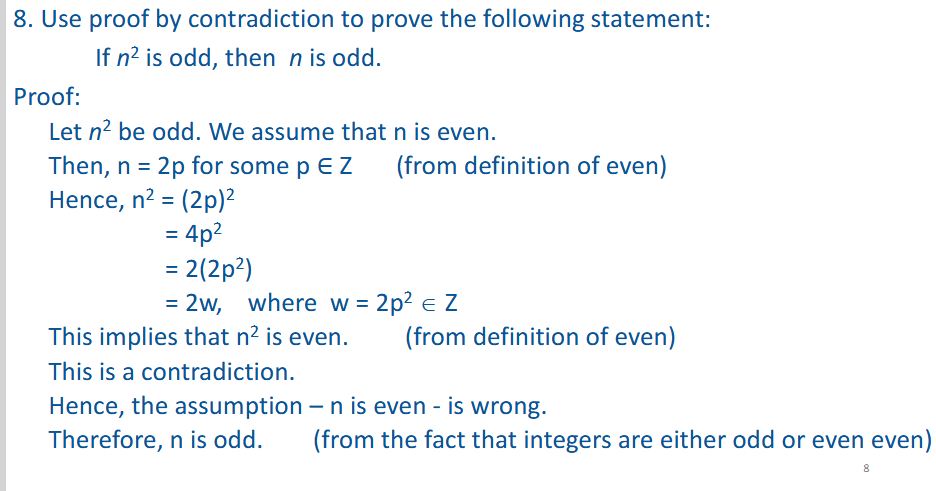 8. Use proof by contradiction to prove the following statement:
If n² is odd, then n is odd.
Proof:
Let n² be odd. We assume that n is even.
Then, n = 2p for some p ∈ Z (from definition of even)
Hence, n² = (2p)²
= 4p²
= 2(2p²)
= 2w, where w = 2p² ∈ Z
This implies that n² is even. (from definition of even)
This is a contradiction.
Hence, the assumption – n is even - is wrong.
Therefore, n is odd. (from the fact that integers are either odd or even even)
8